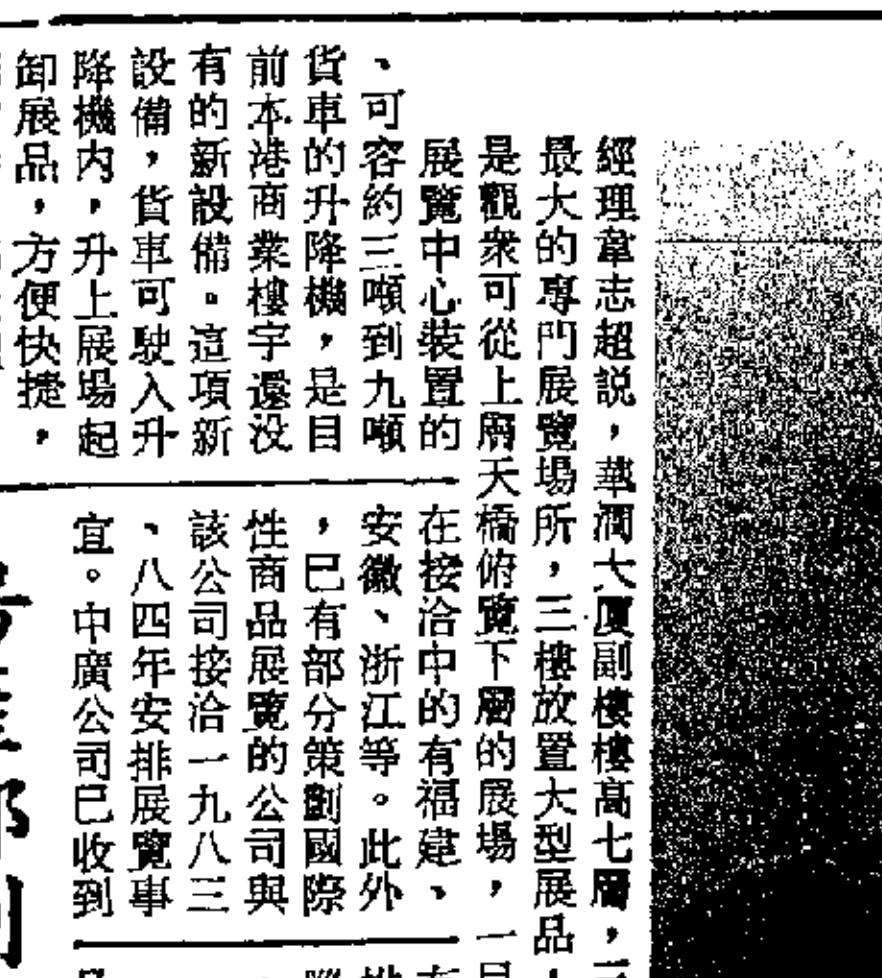 經理韋志超説，華潤大厦副樓樓高七層，
最大的專門展覽場所，三樓放置大型展品，
是觀衆可從上層天橋俯覽下層的展場，一
展覽中心裝置的
、可容約三噸到九噸
貨車的升降機，是目
前本港商業樓宇還没
有的新設備。這項新
設備，貨車可駛入升
降機内，升上展場起
卸展品，方便快捷，
在接洽中的有福建、
安徽、浙江等。此外
，已有部分策劃國際
性商品展覽的公司與
該公司接洽一九八三
、八四年安排展覽事
宜。中廣公司已收到